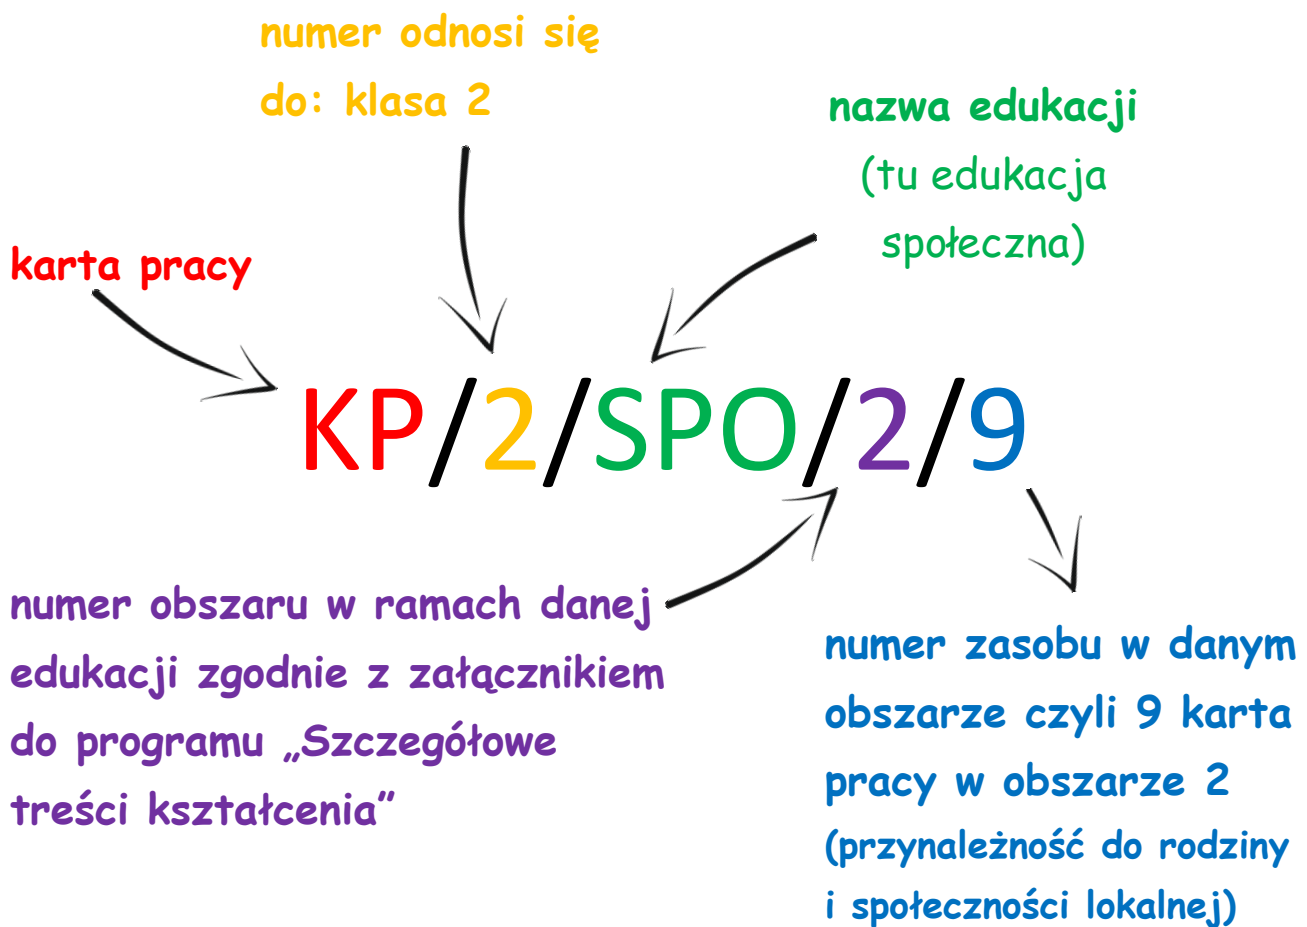 numer odnosi się
do: klasa 2
nazwa edukacji
(tu edukacja
społeczna)
karta pracy
KP/2/SPO/2/9
numer obszaru w ramach danej
edukacji zgodnie z załącznikiem
do programu „Szczegółowe
treści kształcenia”
numer zasobu w danym
obszarze czyli 9 karta
pracy w obszarze 2
(przynależność do rodziny
i społeczności lokalnej)